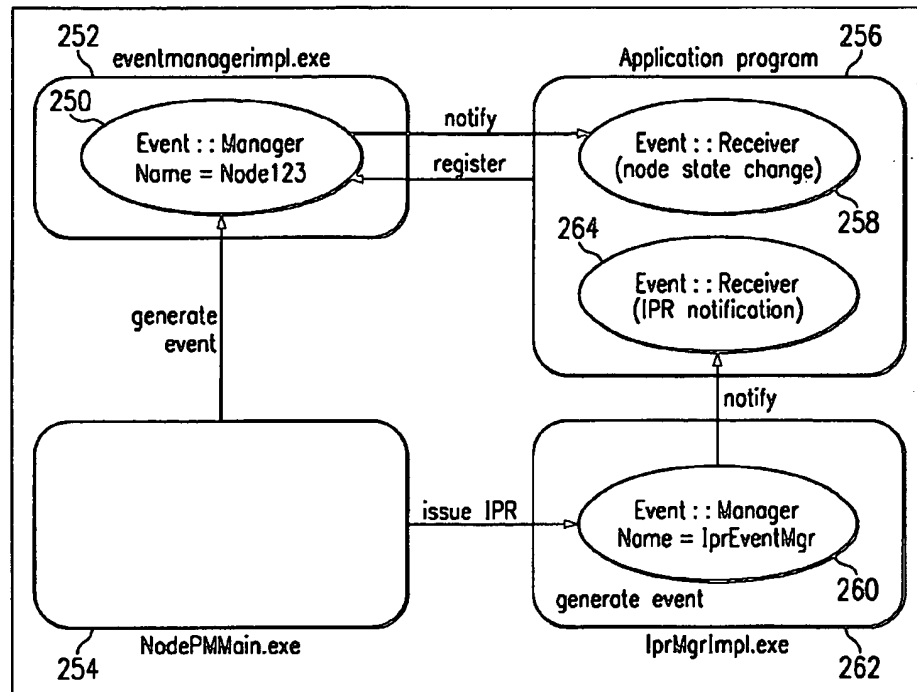 252
eventmanagerimpl.exe
250
Event : : Manager
Name = Node123
notify
register
Application program
256
Event : : Receiver
(node state change)
258
264
Event : : Receiver
(IPR notification)
generate
event
notify
issue IPR
Event : : Manager
Name = IprEventMgr
260
generate event
254
NodePMMain.exe
IprMgrImpl.exe
262